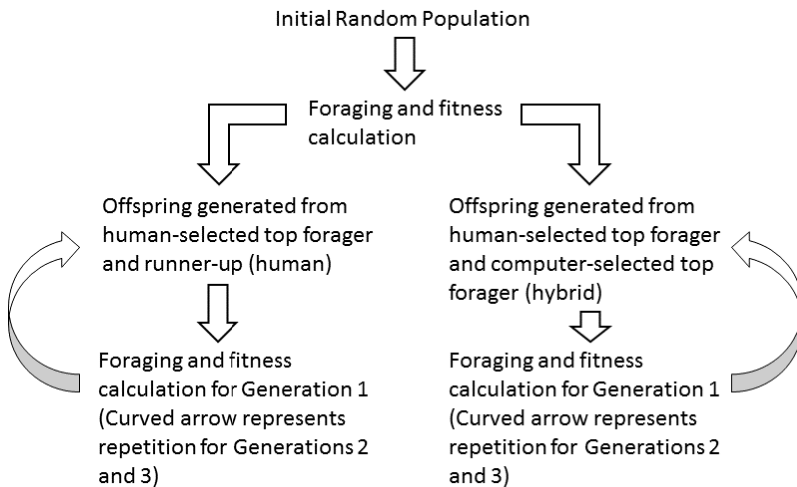 Initial Random Population
Foraging and fitness
calculation
Offspring generated from
human-selected top forager
and runner-up (human)
Offspring generated from
human-selected top forager
and computer-selected top
forager (hybrid)
Foraging and fitness
calculation for Generation 1
(Curved arrow represents
repetition for Generations 2
and 3)
Foraging and fitness
calculation for Generation 1
(Curved arrow represents
repetition for Generations 2
and 3)